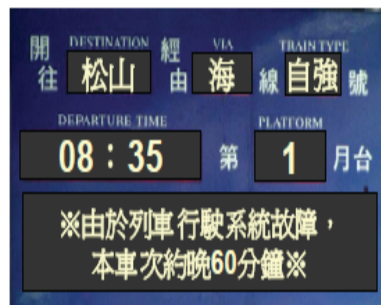 DESTINATION VIA TRAIN TYPE
開往 松山 經由 海 線 自強 號
DEPARTURE TIME PLATFORM
08：35 第 1 月台
※由於列車行駛系統故障，
本車次約晚60分鐘※